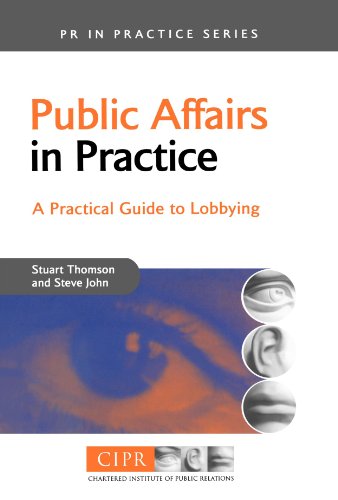 PR IN PRACTICE SERIES
Public Affairs
in Practice
A Practical Guide to Lobbying
Stuart Thomson
and Steve John
CIPR
CHARTERED INSTITUTE OF PUBLIC RELATIONS